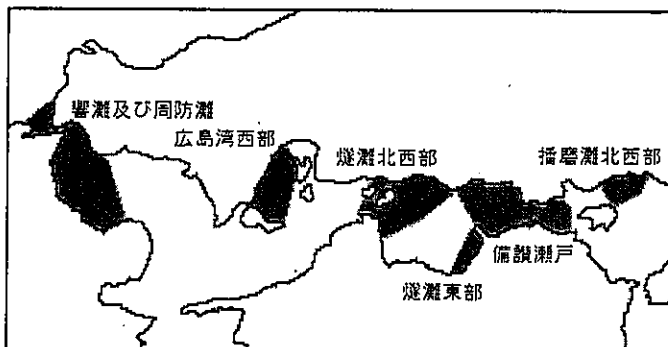 響灘及び周防灘
広島湾西部
燧灘北西部
播磨灘北西部
備讃瀬戸
燧灘東部